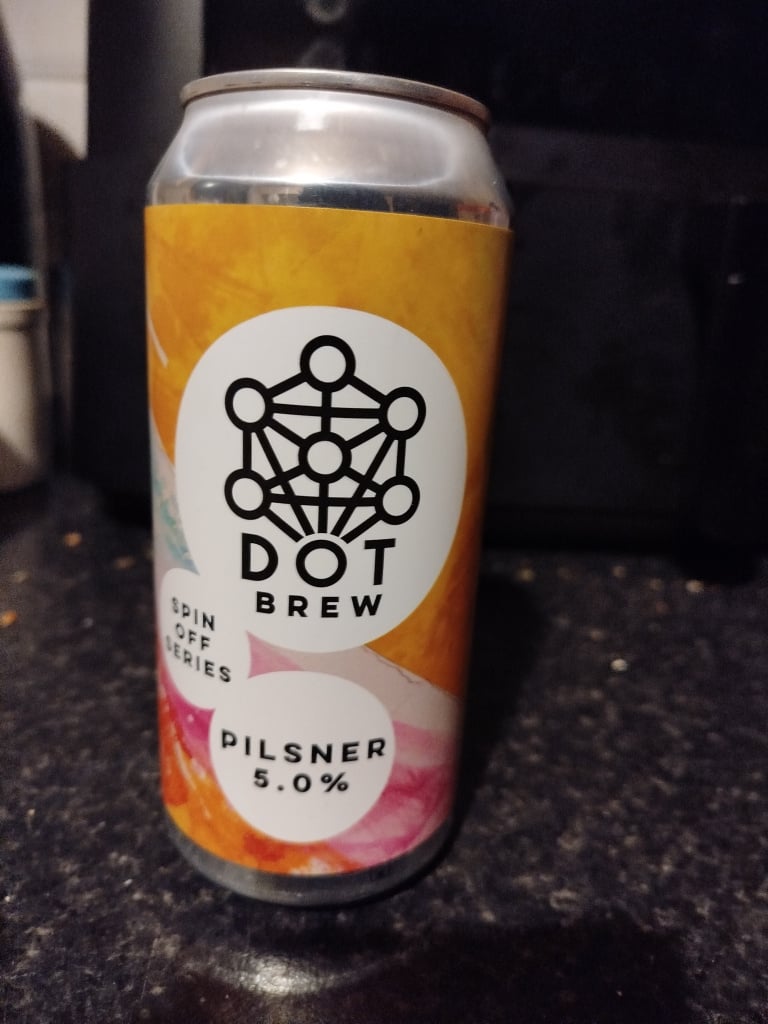 DOT
BREW
SPIN
OFF
SERIES
PILSNER
5.0%